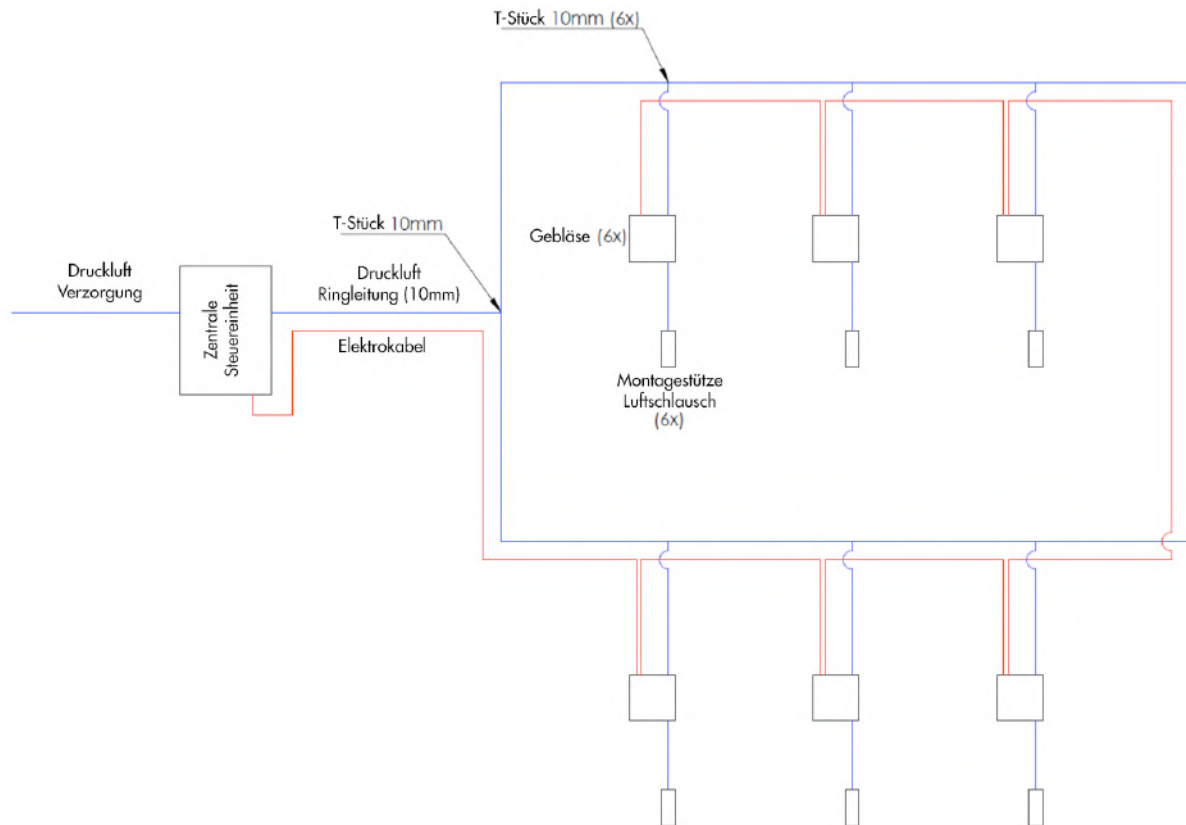 T-Stück 10mm (6x)
T-Stück 10mm
Gebläse (6x)
Druckluft
Verzorgung
Zentrale
Steuereinheit
Druckluft
Ringleitung (10mm)
Elektrokabel
Montagestütze
Luftschlausch
(6x)